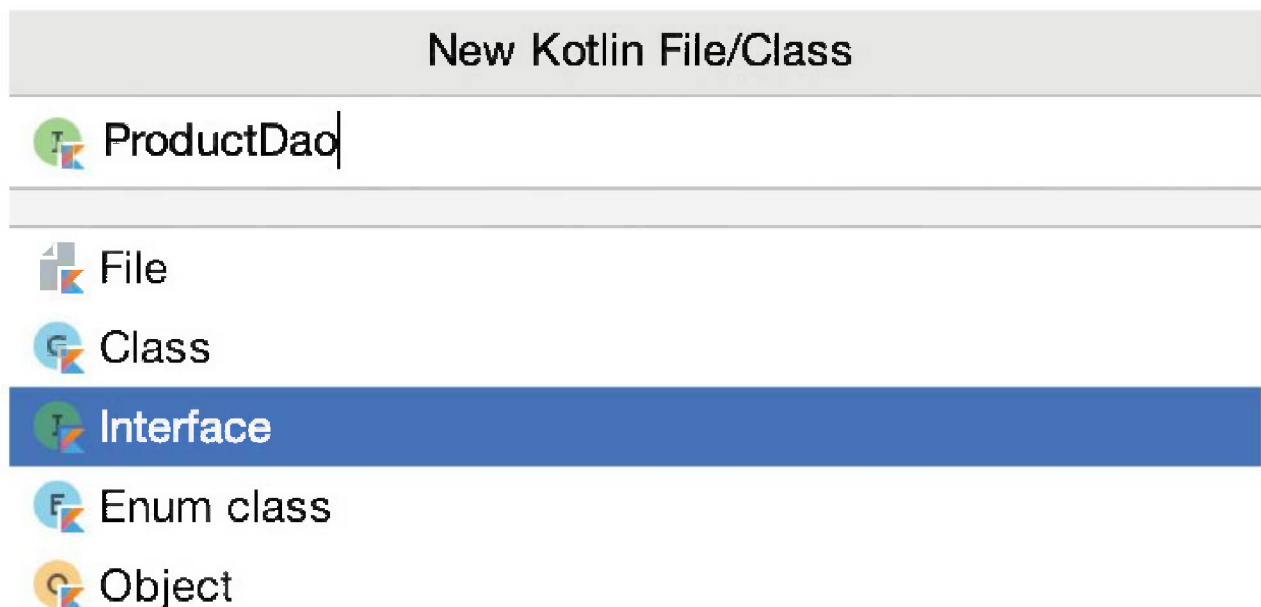 New Kotlin File/Class
ProductDao
File
Class
Interface
Enum class
Object